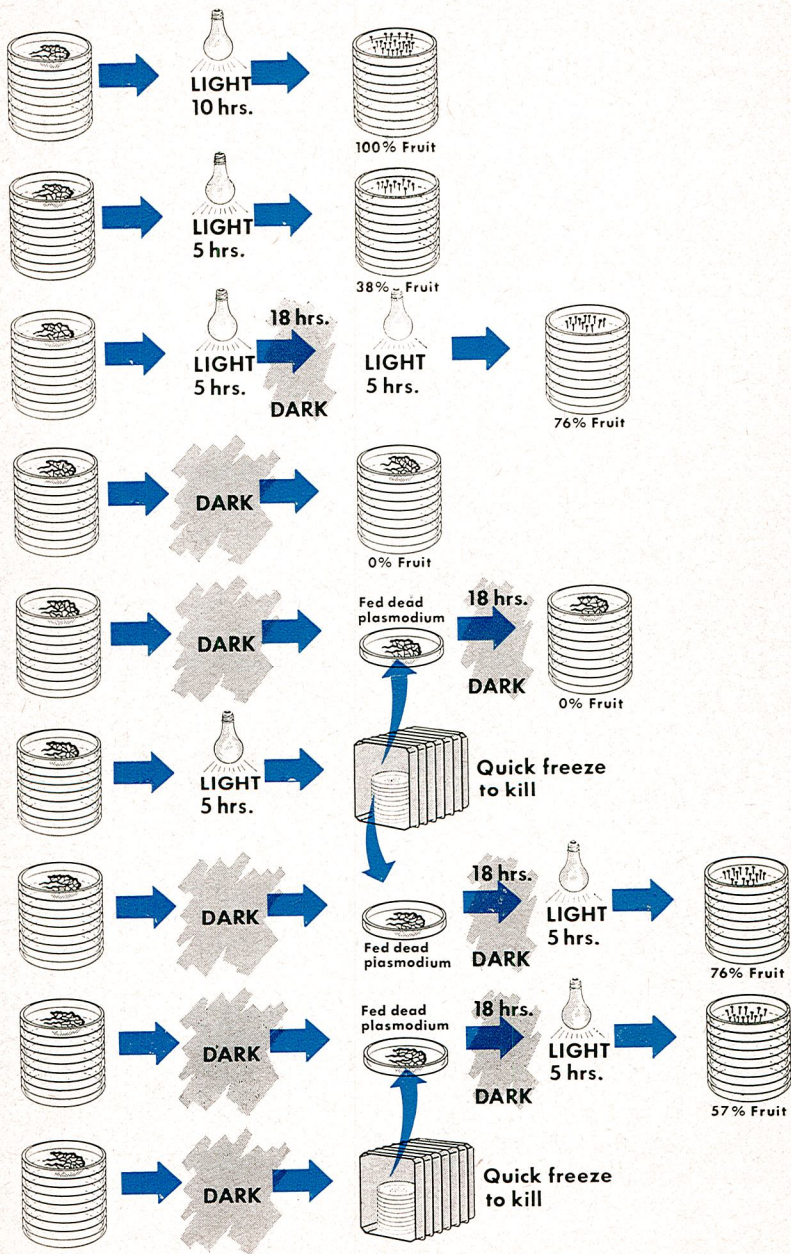 LIGHT
10 hrs.
100% Fruit
LIGHT
5 hrs.
38% Fruit
LIGHT
5 hrs.
18 hrs.
DARK
LIGHT
5 hrs.
76% Fruit
DARK
0% Fruit
DARK
Fed dead
plasmodium
18 hrs.
DARK
0% Fruit
LIGHT
5 hrs.
Quick freeze
to kill
DARK
Fed dead
plasmodium
18 hrs.
DARK
LIGHT
5 hrs.
76% Fruit
DARK
Fed dead
plasmodium
18 hrs.
DARK
LIGHT
5 hrs.
57% Fruit
DARK
Quick freeze
to kill